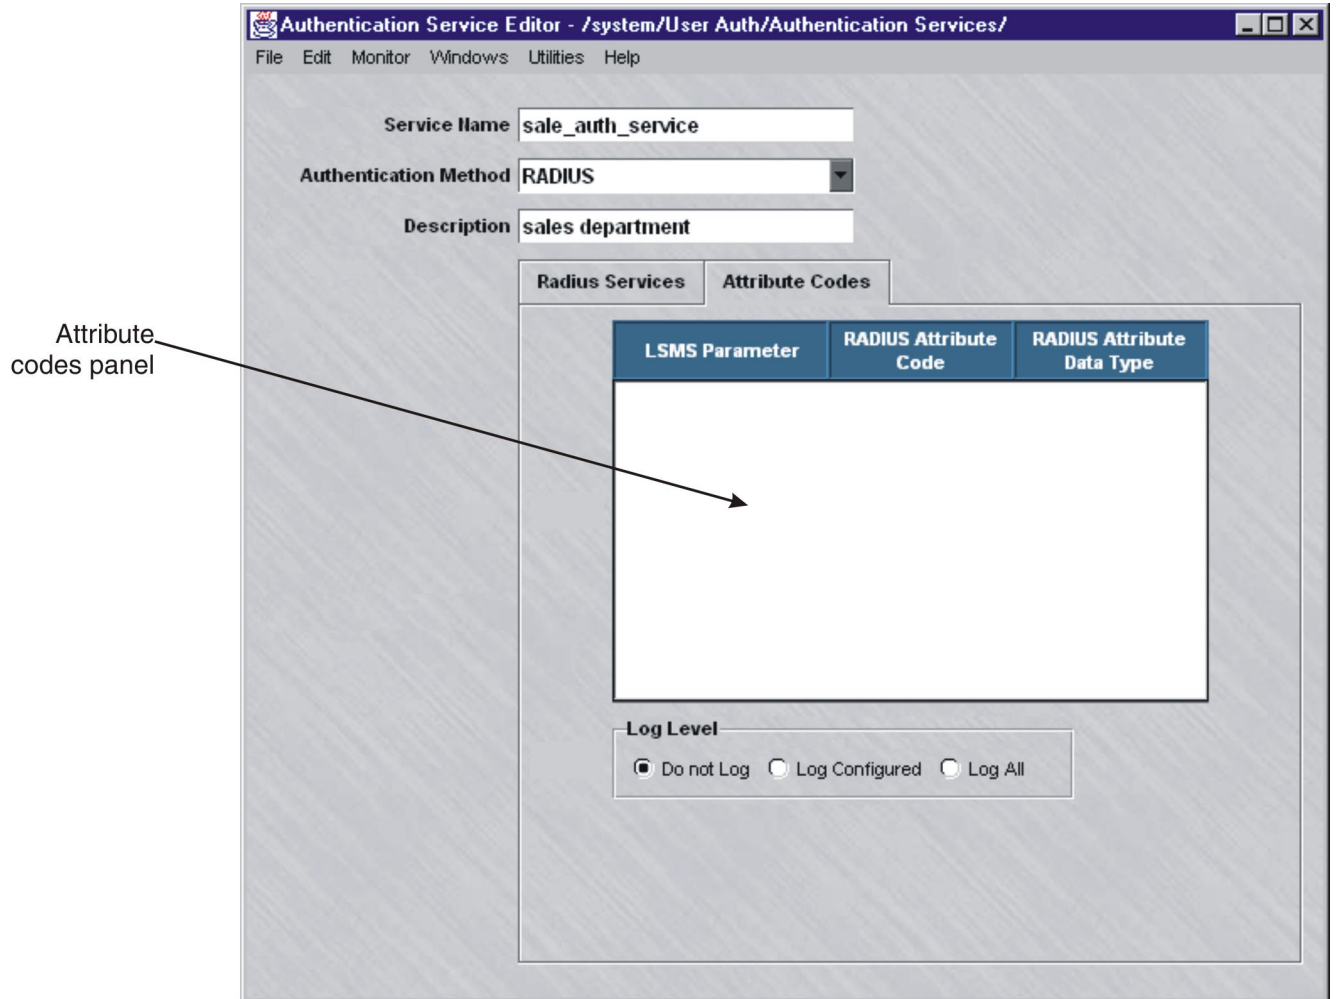 Authentication Service Editor - /system/User Auth/Authentication Services/
File Edit Monitor Windows Utilities Help
Service Name sale_auth_service
Authentication Method RADIUS
Description sales department
Radius Services Attribute Codes
Attribute
codes panel
LSMS Parameter
RADIUS Attribute
Code
RADIUS Attribute
Data Type
Log Level
Do not Log Log Configured Log All